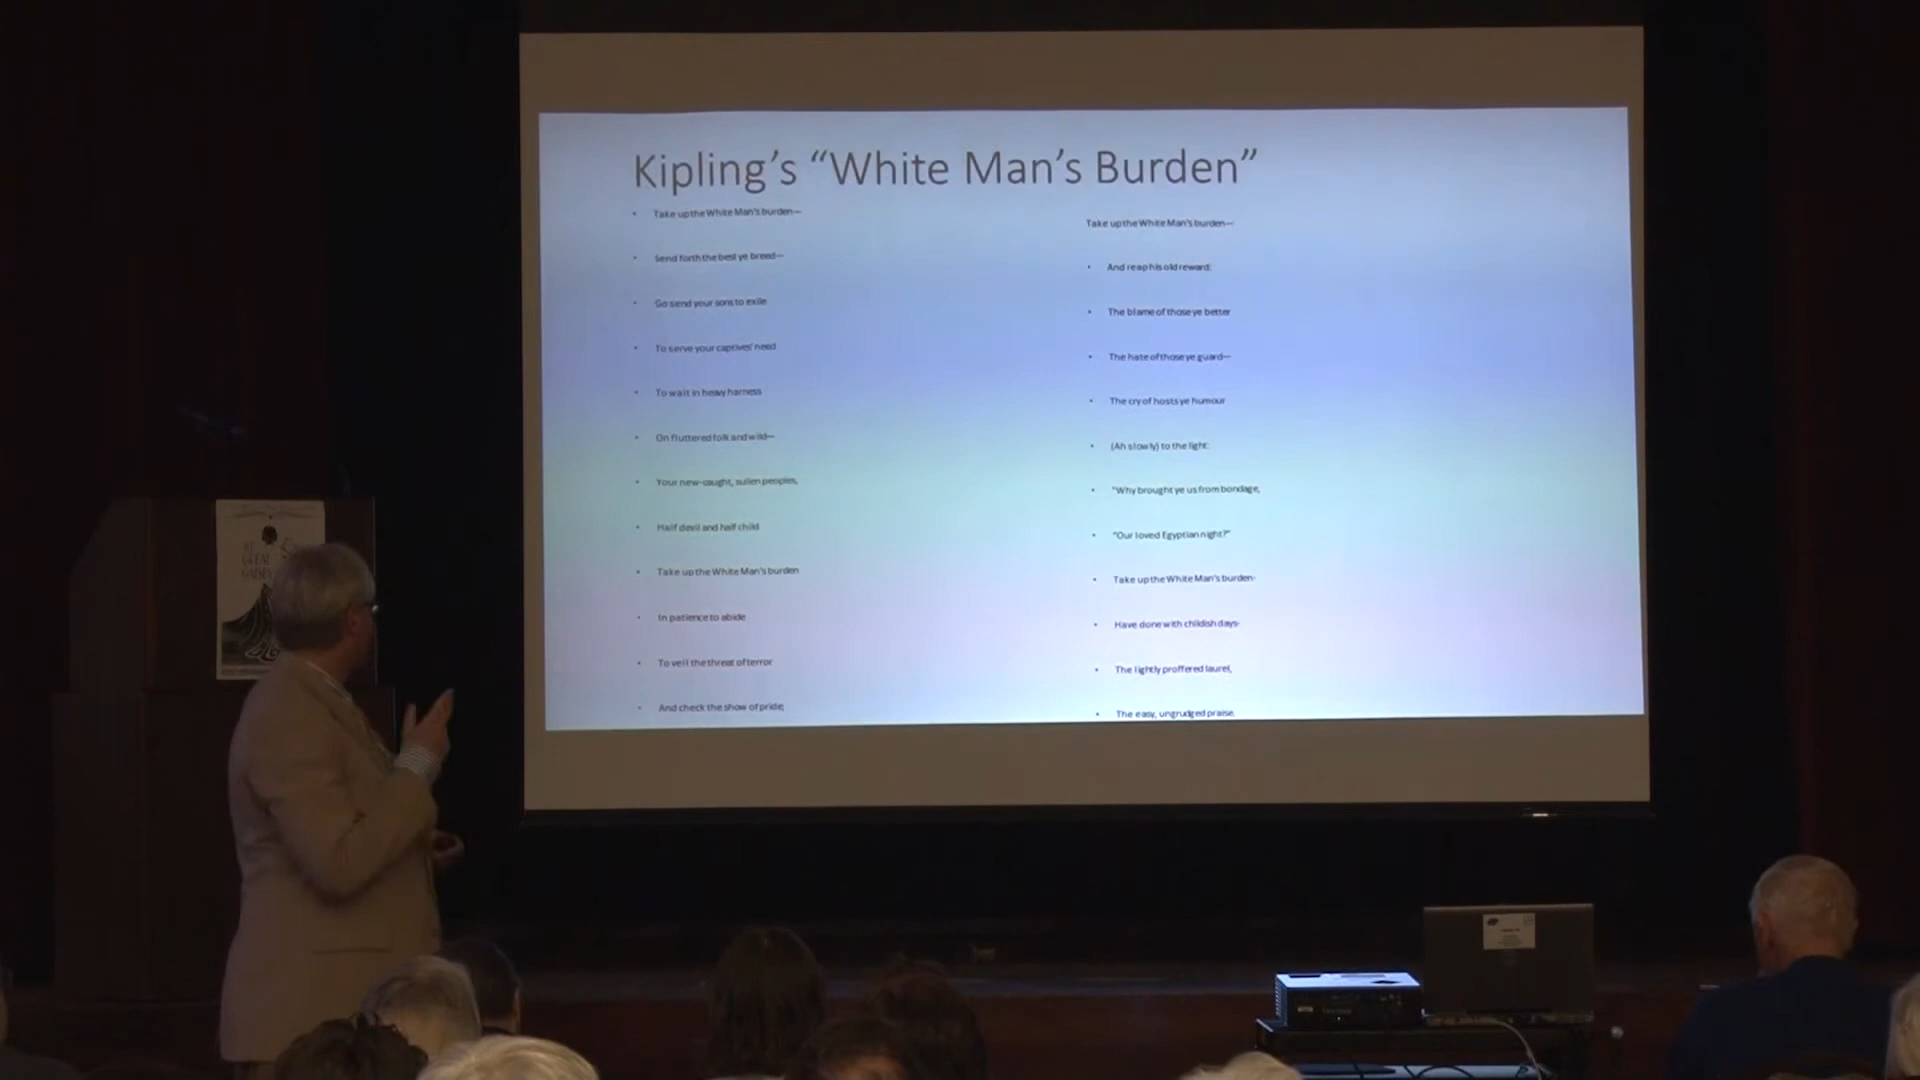 Kipling's “White Man's Burden”
• Take up the White Man's burden—
• Send forth the best ye breed—
• Go send your sons to exile
• To serve your captives' need
• To wait in heavy harness
• On fluttered folk and wild—
• Your new-caught, sullen peoples,
• Half devil and half child
• Take up the White Man's burden
• In patience to abide
• To veil the threat of terror
• And check the show of pride;
Take up the White Man's burden—
• And reap his old reward:
• The blame of those ye better
• The hate of those ye guard—
• The cry of hosts ye humour
• (Ah slowly) to the light:
• "Why brought ye us from bondage,
• "Our loved Egyptian night?"
• Take up the White Man's burden-
• Have done with childish days-
• The lightly proffered laurel,
• The easy, ungrudged praise.
GREAT